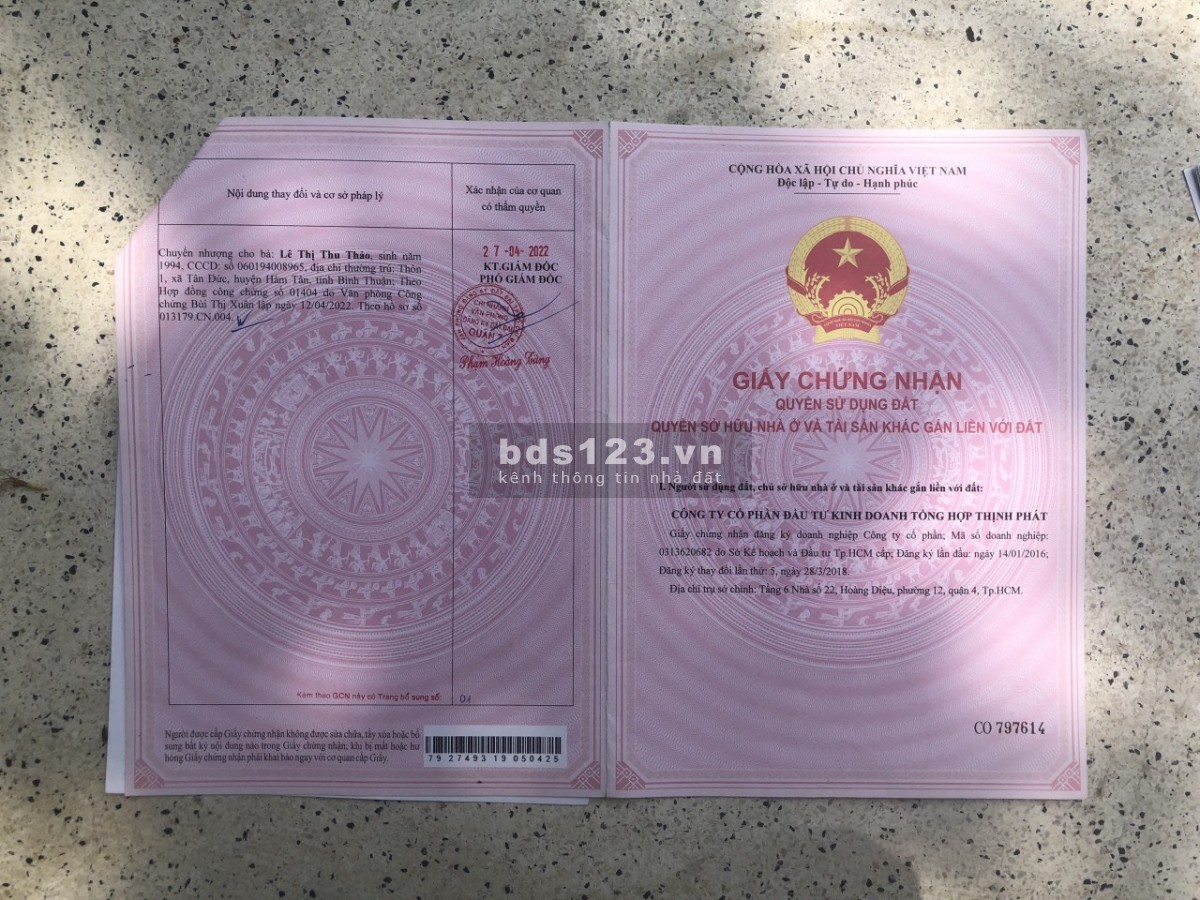 Nội dung thay đổi và cơ sở pháp lý
Xác nhận của cơ quan
có thẩm quyền
Chuyển nhượng cho bà: Lê Thị Thu Thảo, sinh năm
1994, CCCD: số 060194008965, địa chỉ thường trú: Thôn
1, xã Tân Đức, huyện Hàm Tân, tỉnh Bình Thuận; Theo
Hợp đồng công chứng số 01404 do Văn phòng Công
chứng Bùi Thị Xuân lập ngày 12/04/2022. Theo hồ sơ số
013179.CN.004.
27-04-2022
KT.GIÁM ĐỐC
PHÓ GIÁM ĐỐC
CHI NHÁNH
VĂN PHÒNG
ĐĂNG KÝ ĐẤT ĐAI
QUẬN
Phạm Hoàng Tùng
Kèm theo GCN này có Trang bổ sung số: 01
Người được cấp Giấy chứng nhận không được sửa chữa, tẩy xóa hoặc bổ
sung bất kỳ nội dung nào trong Giấy chứng nhận; khi bị mất hoặc hư
hỏng Giấy chứng nhận phải khai báo ngay với cơ quan cấp Giấy.
79 27493 19 050425
CỘNG HÒA XÃ HỘI CHỦ NGHĨA VIỆT NAM
Độc lập - Tự do - Hạnh phúc
GIẤY CHỨNG NHẬN
QUYỀN SỬ DỤNG ĐẤT
QUYỀN SỞ HỮU NHÀ Ở VÀ TÀI SẢN KHÁC GẮN LIỀN VỚI ĐẤT
bds123.vn
kênh thông tin nhà đất
I. Người sử dụng đất, chủ sở hữu nhà ở và tài sản khác gắn liền với đất:
CÔNG TY CỔ PHẦN ĐẦU TƯ KINH DOANH TỔNG HỢP THỊNH PHÁT
Giấy chứng nhận đăng ký doanh nghiệp Công ty cổ phần; Mã số doanh nghiệp:
0313620682 do Sở Kế hoạch và Đầu tư Tp.HCM cấp; Đăng ký lần đầu: ngày 14/01/2016;
Đăng ký thay đổi lần thứ: 5, ngày 28/3/2018.
Địa chỉ trụ sở chính: Tầng 6 Nhà số 22, Hoàng Diệu, phường 12, quận 4, Tp.HCM.
CO 797614